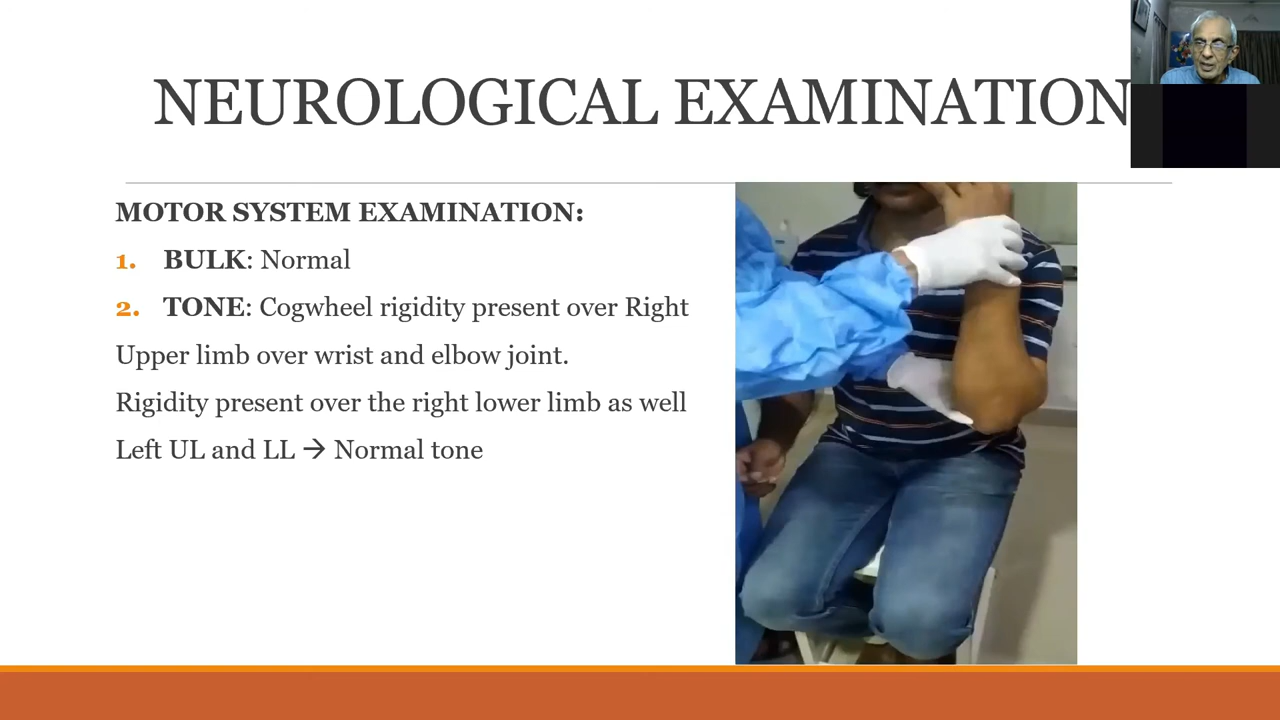 NEUROLOGICAL EXAMINATION
MOTOR SYSTEM EXAMINATION:
1. BULK: Normal
2. TONE: Cogwheel rigidity present over Right
Upper limb over wrist and elbow joint.
Rigidity present over the right lower limb as well
Left UL and LL → Normal tone